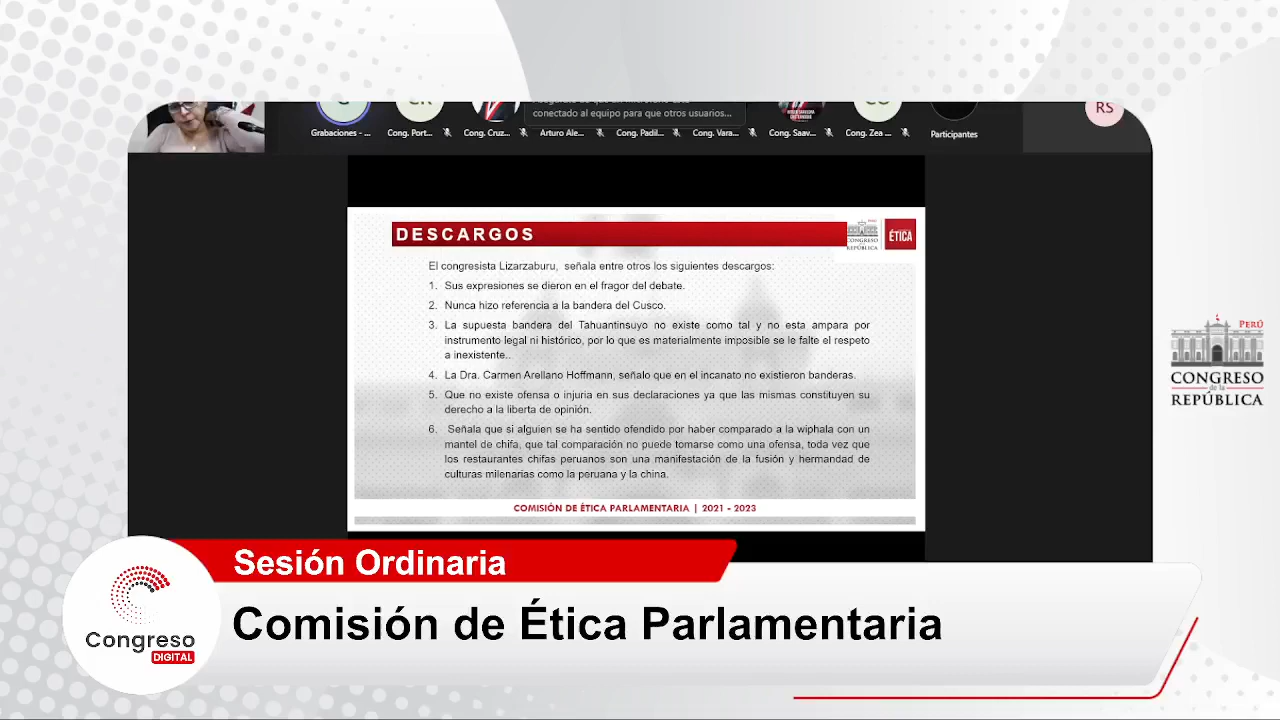 RS
conectado al equipo para que otros usuarios...
Grabaciones - ...
Cong. Port...
Cong. Cruz...
Arturo Ale...
Cong. Padil...
Cong. Vara...
Cong. Saav...
Cong. Zea ...
Participantes
DESCARGOS
PERÚ
CONGRESO
de la
REPÚBLICA
ÉTICA
El congresista Lizarzaburu, señala entre otros los siguientes descargos:
1. Sus expresiones se dieron en el fragor del debate.
2. Nunca hizo referencia a la bandera del Cusco.
3. La supuesta bandera del Tahuantinsuyo no existe como tal y no esta ampara por
instrumento legal ni histórico, por lo que es materialmente imposible se le falte el respeto
a inexistente..
4. La Dra. Carmen Arellano Hoffmann, señalo que en el incanato no existieron banderas.
5. Que no existe ofensa o injuria en sus declaraciones ya que las mismas constituyen su
derecho a la liberta de opinión.
6. Señala que si alguien se ha sentido ofendido por haber comparado a la wiphala con un
mantel de chifa, que tal comparación no puede tomarse como una ofensa, toda vez que
los restaurantes chifas peruanos son una manifestación de la fusión y hermandad de
culturas milenarias como la peruana y la china.
COMISIÓN DE ÉTICA PARLAMENTARIA | 2021 - 2023
PERÚ
CONGRESO
de la
REPÚBLICA
Sesión Ordinaria
Comisión de Ética Parlamentaria
Congreso
DIGITAL